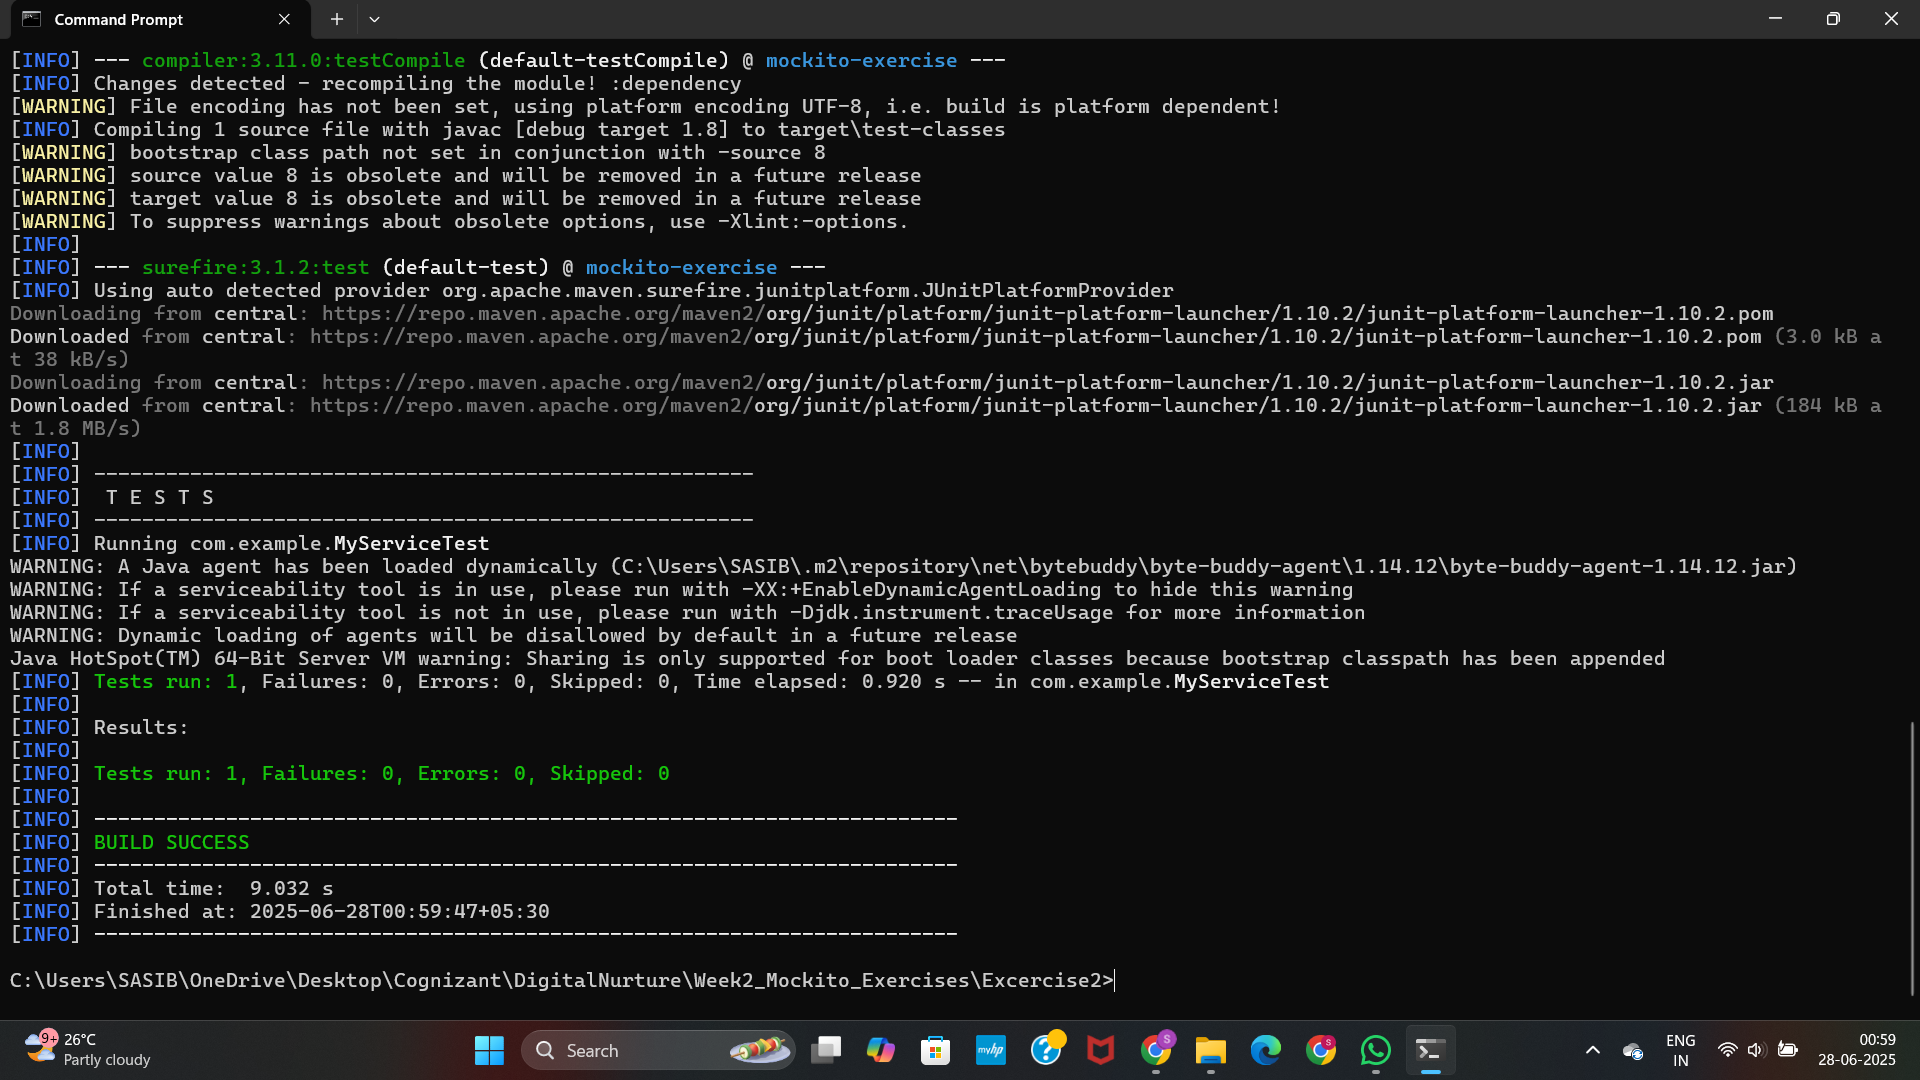 Command Prompt
[INFO] --- compiler:3.11.0:testCompile (default-testCompile) @ mockito-exercise ---
[INFO] Changes detected - recompiling the module! :dependency
[WARNING] File encoding has not been set, using platform encoding UTF-8, i.e. build is platform dependent!
[INFO] Compiling 1 source file with javac [debug target 1.8] to target\test-classes
[WARNING] bootstrap class path not set in conjunction with -source 8
[WARNING] source value 8 is obsolete and will be removed in a future release
[WARNING] target value 8 is obsolete and will be removed in a future release
[WARNING] To suppress warnings about obsolete options, use -Xlint:-options.
[INFO]
[INFO] --- surefire:3.1.2:test (default-test) @ mockito-exercise ---
[INFO] Using auto detected provider org.apache.maven.surefire.junitplatform.JUnitPlatformProvider
Downloading from central: https://repo.maven.apache.org/maven2/org/junit/platform/junit-platform-launcher/1.10.2/junit-platform-launcher-1.10.2.pom
Downloaded from central: https://repo.maven.apache.org/maven2/org/junit/platform/junit-platform-launcher/1.10.2/junit-platform-launcher-1.10.2.pom (3.0 kB a
t 38 kB/s)
Downloading from central: https://repo.maven.apache.org/maven2/org/junit/platform/junit-platform-launcher/1.10.2/junit-platform-launcher-1.10.2.jar
Downloaded from central: https://repo.maven.apache.org/maven2/org/junit/platform/junit-platform-launcher/1.10.2/junit-platform-launcher-1.10.2.jar (184 kB a
t 1.8 MB/s)
[INFO]
[INFO] -------------------------------------------------------
[INFO]  T E S T S
[INFO] -------------------------------------------------------
[INFO] Running com.example.MyServiceTest
WARNING: A Java agent has been loaded dynamically (C:\Users\SASIB\.m2\repository\net\bytebuddy\byte-buddy-agent\1.14.12\byte-buddy-agent-1.14.12.jar)
WARNING: If a serviceability tool is in use, please run with -XX:+EnableDynamicAgentLoading to hide this warning
WARNING: If a serviceability tool is not in use, please run with -Djdk.instrument.traceUsage for more information
WARNING: Dynamic loading of agents will be disallowed by default in a future release
Java HotSpot(TM) 64-Bit Server VM warning: Sharing is only supported for boot loader classes because bootstrap classpath has been appended
[INFO] Tests run: 1, Failures: 0, Errors: 0, Skipped: 0, Time elapsed: 0.920 s -- in com.example.MyServiceTest
[INFO]
[INFO] Results:
[INFO]
[INFO] Tests run: 1, Failures: 0, Errors: 0, Skipped: 0
[INFO]
[INFO] ------------------------------------------------------------------------
[INFO] BUILD SUCCESS
[INFO] ------------------------------------------------------------------------
[INFO] Total time:  9.032 s
[INFO] Finished at: 2025-06-28T00:59:47+05:30
[INFO] ------------------------------------------------------------------------
C:\Users\SASIB\OneDrive\Desktop\Cognizant\DigitalNurture\Week2_Mockito_Exercises\Excercise2>
9+
26°C
Partly cloudy
Search
myhp
S
S
ENG
IN
00:59
28-06-2025